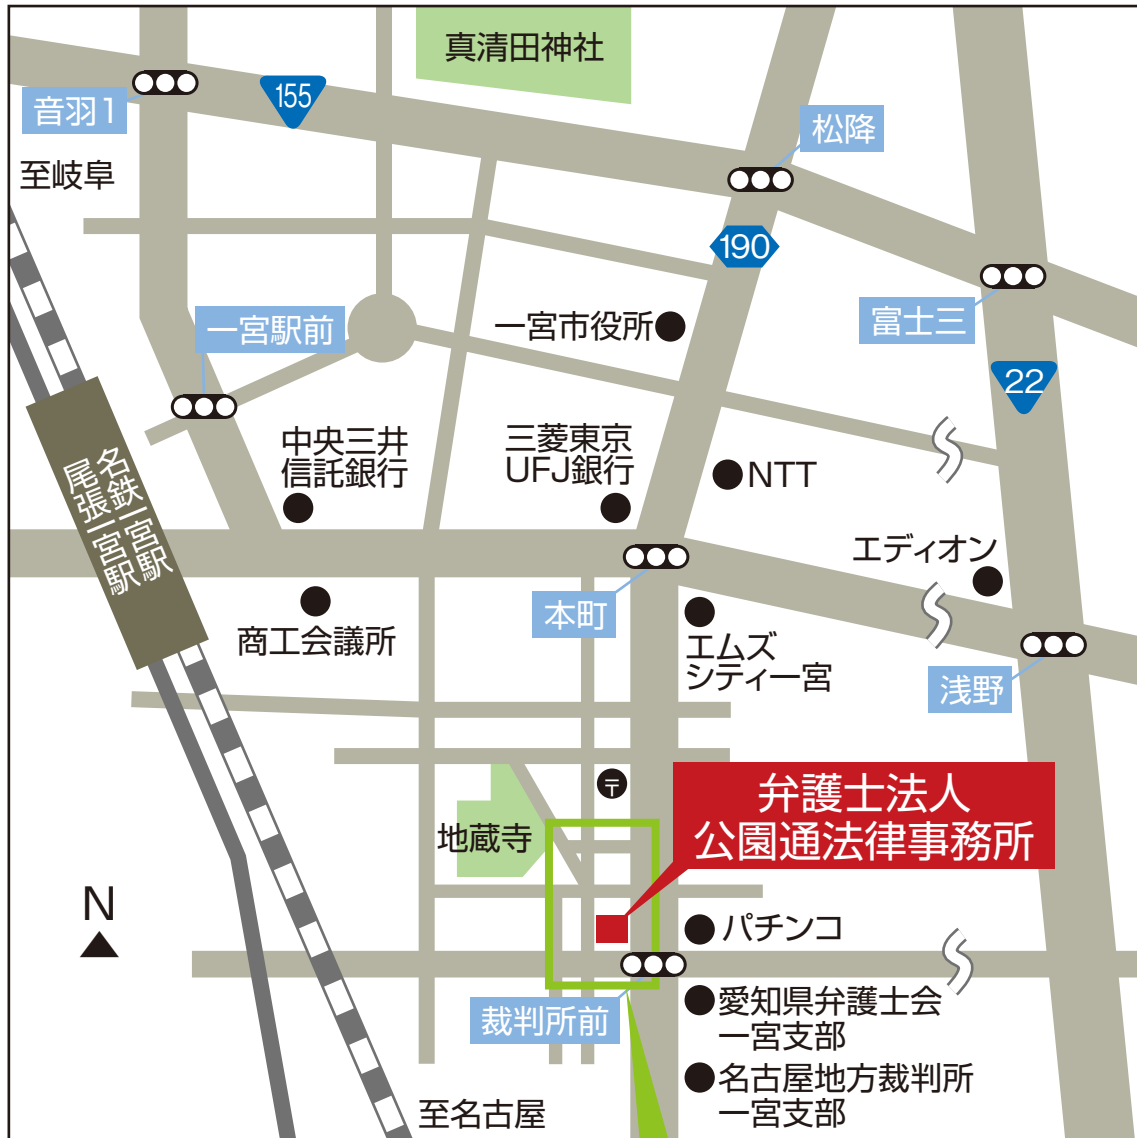 真清田神社
155
音羽1
松降
至岐阜
190
富士三
一宮駅前
一宮市役所
22
中央三井
信託銀行
三菱東京
UFJ銀行
NTT
名鉄一宮駅
尾張一宮駅
エディオン
本町
商工会議所
エムズ
シティ一宮
浅野
〒
弁護士法人
公園通法律事務所
地蔵寺
N
パチンコ
裁判所前
愛知県弁護士会
一宮支部
名古屋地方裁判所
一宮支部
至名古屋